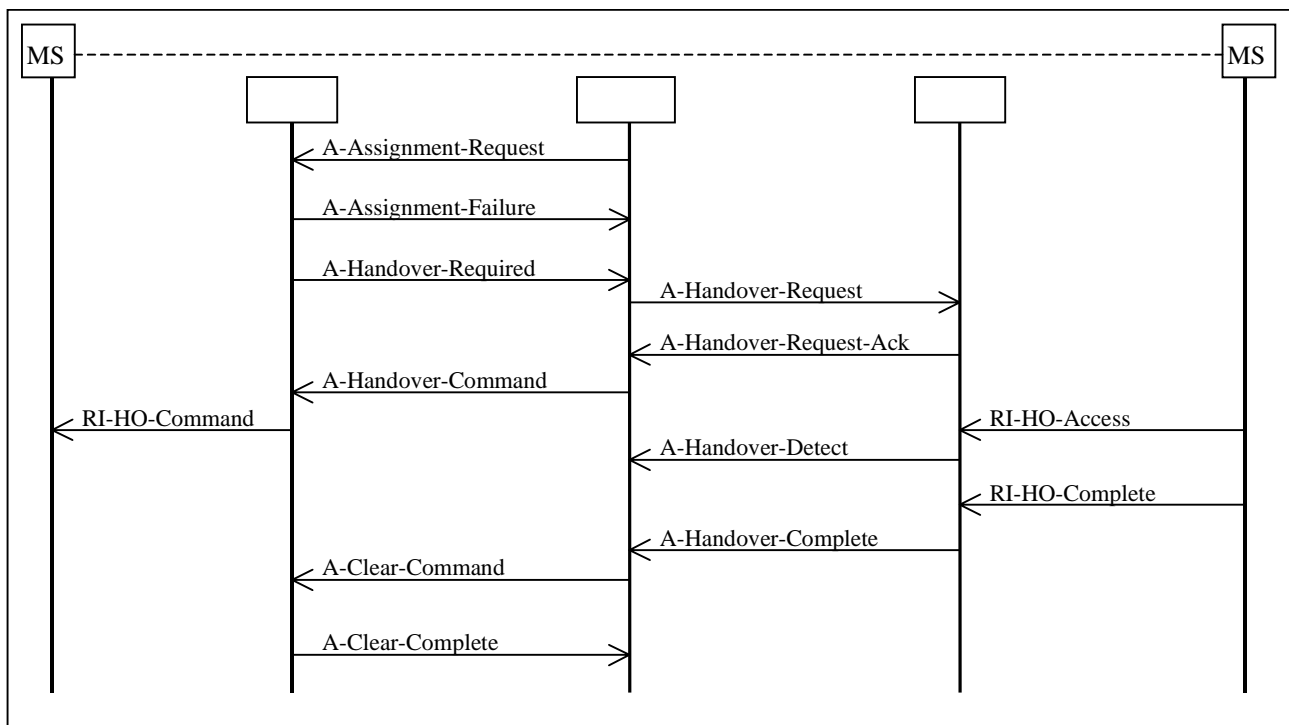 MS
MS
A-Assignment-Request
A-Assignment-Failure
A-Handover-Required
A-Handover-Request
A-Handover-Request-Ack
A-Handover-Command
RI-HO-Command
RI-HO-Access
A-Handover-Detect
RI-HO-Complete
A-Handover-Complete
A-Clear-Command
A-Clear-Complete